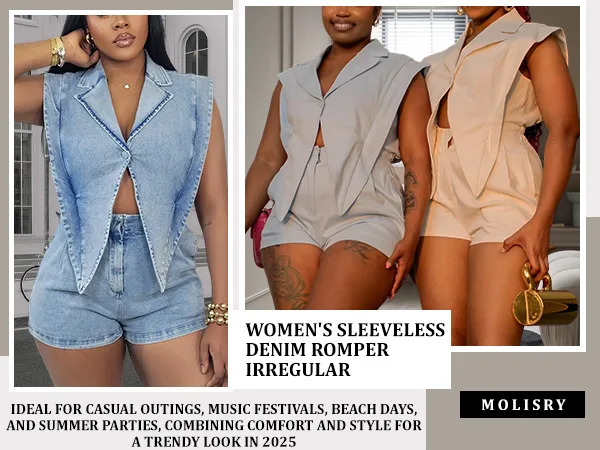 WOMEN'S SLEEVELESS
DENIM ROMPER
IRREGULAR
MOLISRY
IDEAL FOR CASUAL OUTINGS, MUSIC FESTIVALS, BEACH DAYS,
AND SUMMER PARTIES, COMBINING COMFORT AND STYLE FOR
A TRENDY LOOK IN 2025